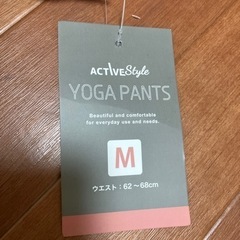 ACTIVEStyle
YOGA PANTS
Beautiful and comfortable
for everyday use and needs.
M
ウエスト：62～68cm